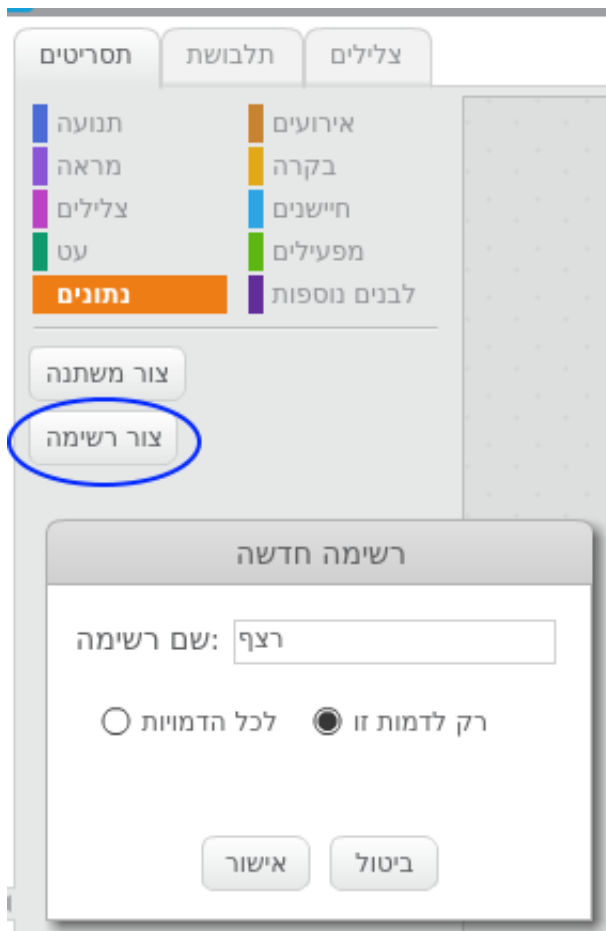 תסריטים תלבושת צלילים
תנועה אירועים
מראה בקרה
צלילים חיישנים
עט מפעילים
נתונים לבנים נוספות
צור משתנה
צור רשימה
רשימה חדשה
שם רשימה: רצף
לכל הדמויות רק לדמות זו
אישור ביטול